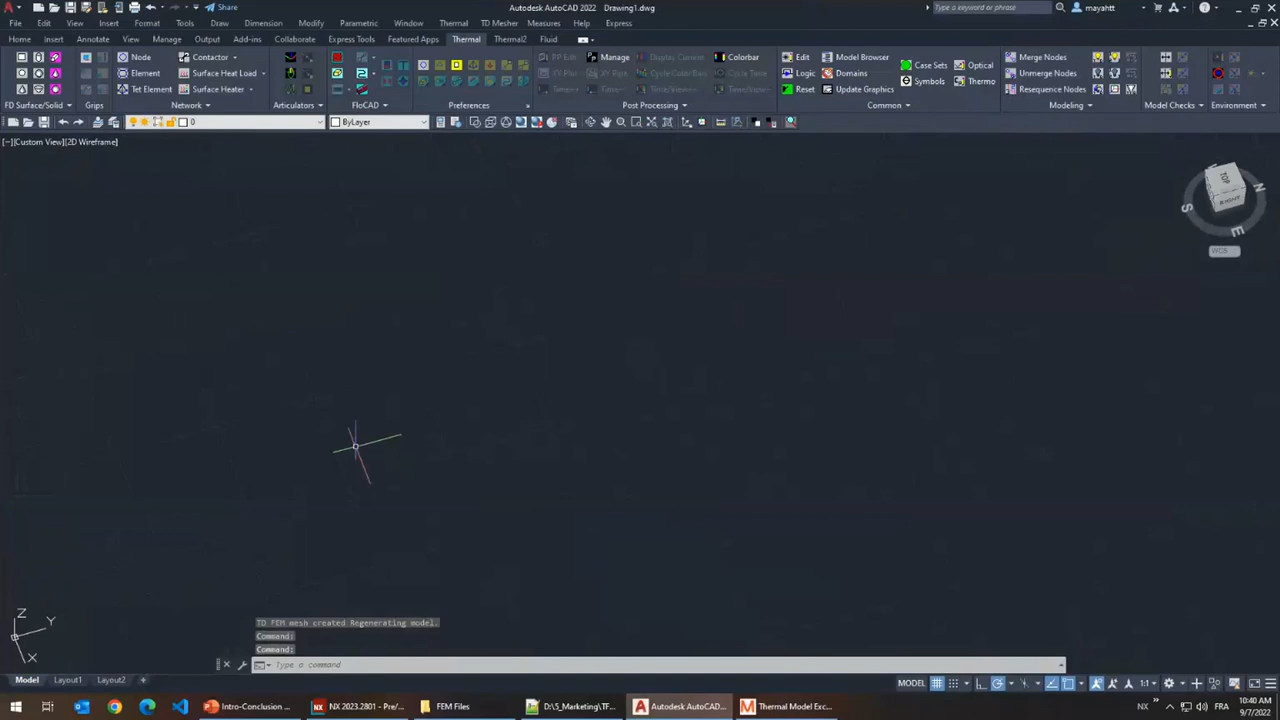 Share
Autodesk AutoCAD 2022 Drawing1.dwg
Type a keyword or phrase
mayahtt
File Edit View Insert Format Tools Draw Dimension Modify Parametric Window Thermal TD Mesher Measures Help Express
Home Insert Annotate View Manage Output Add-ins Collaborate Express Tools Featured Apps Thermal Thermal2 Fluid
Node Contactor Manage Colorbar Edit Model Browser Case Sets Optical Merge Nodes
Element Surface Heat Load Logic Domains Symbols Thermo Unmerge Nodes
Tet Element Surface Heater Reset Update Graphics Resequence Nodes
FD Surface/Solid Grips Network Articulators FloCAD Preferences Post Processing Common Modeling Model Checks Environment
0 ByLayer
[−][Custom View][2D Wireframe]
TOP
N
S
E
WCS
TD FEM mesh created Regenerating model.
Command:
Command:
Type a command
Z
Y
X
Model Layout1 Layout2 +
MODEL 1:1
Intro-Conclusion ... NX 2023.2801 - Pre/... FEM Files D:\5_Marketing\TF... Autodesk AutoCAD... Thermal Model Exc... NX FRA 10:40 AM
9/7/2022